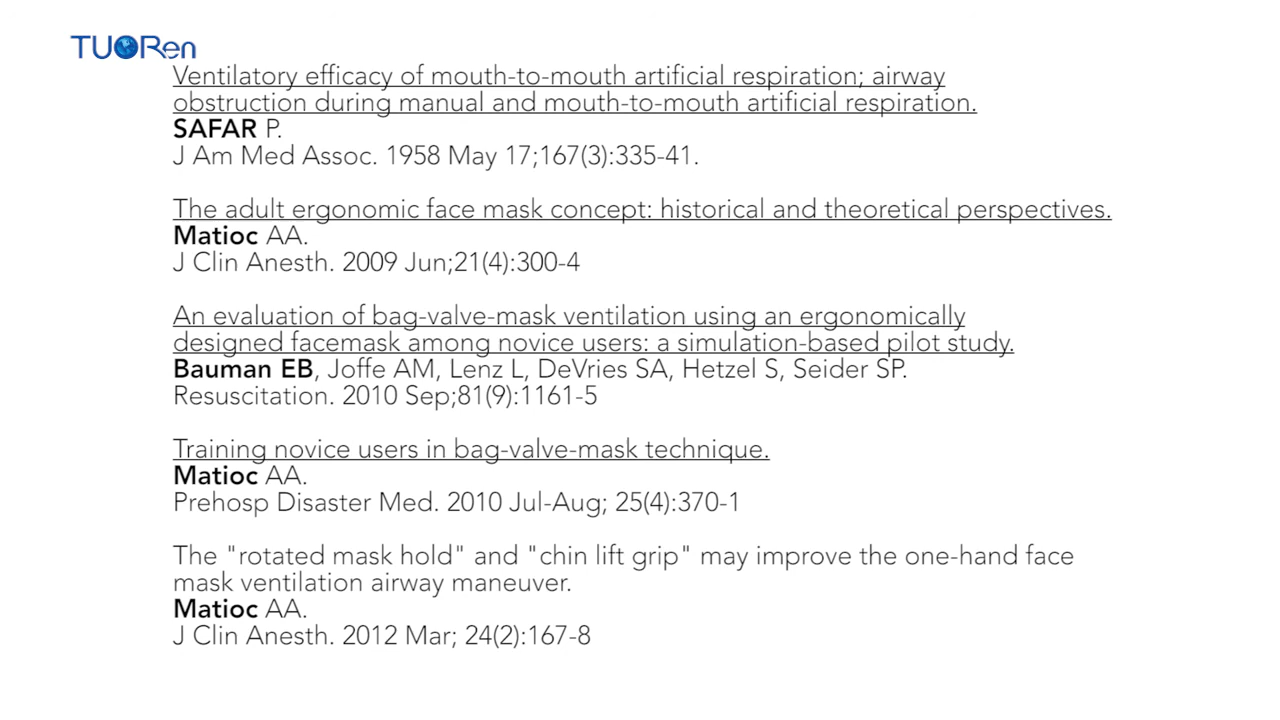 TUORen
Ventilatory efficacy of mouth-to-mouth artificial respiration; airway
obstruction during manual and mouth-to-mouth artificial respiration.
SAFAR P.
J Am Med Assoc. 1958 May 17;167(3):335-41.
The adult ergonomic face mask concept: historical and theoretical perspectives.
Matioc AA.
J Clin Anesth. 2009 Jun;21(4):300-4
An evaluation of bag-valve-mask ventilation using an ergonomically
designed facemask among novice users: a simulation-based pilot study.
Bauman EB, Joffe AM, Lenz L, DeVries SA, Hetzel S, Seider SP.
Resuscitation. 2010 Sep;81(9):1161-5
Training novice users in bag-valve-mask technique.
Matioc AA.
Prehosp Disaster Med. 2010 Jul-Aug; 25(4):370-1
The "rotated mask hold" and "chin lift grip" may improve the one-hand face
mask ventilation airway maneuver.
Matioc AA.
J Clin Anesth. 2012 Mar; 24(2):167-8